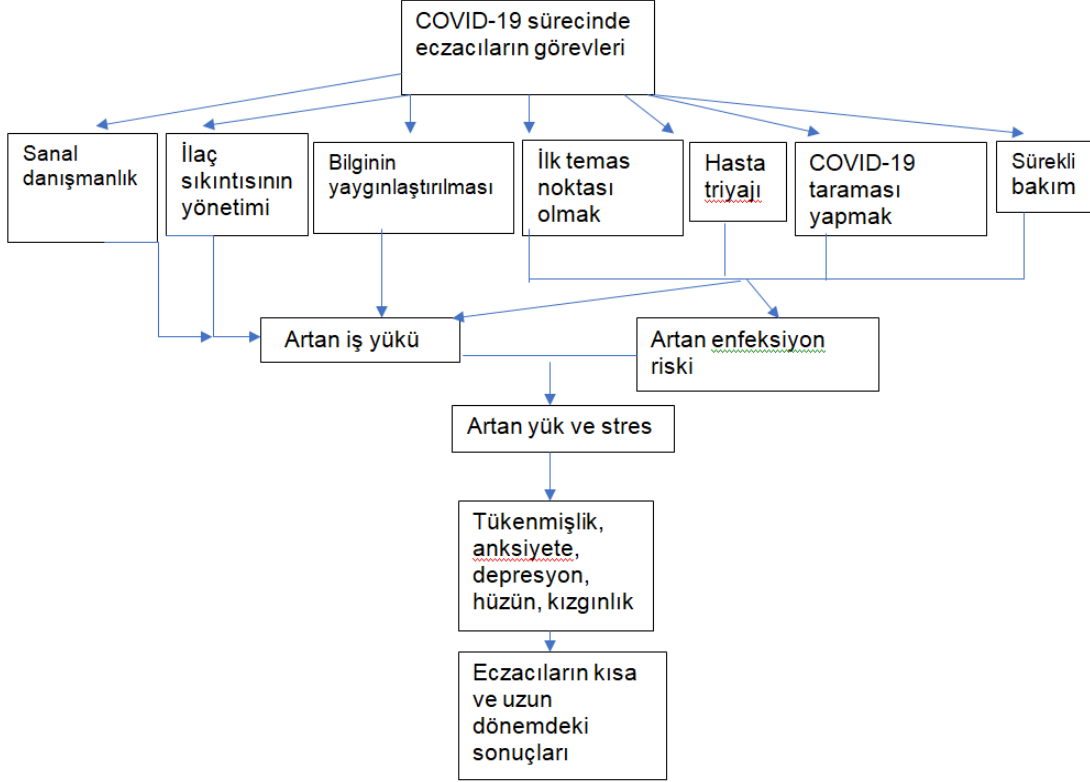 COVID-19 sürecinde
eczacıların görevleri
Sanal
danışmanlık
İlaç
sıkıntısının
yönetimi
Bilginin
yaygınlaştırılması
İlk temas
noktası
olmak
Hasta
triyajı
COVID-19
taraması
yapmak
Sürekli
bakım
Artan iş yükü
Artan enfeksiyon
riski
Artan yük ve stres
Tükenmişlik,
anksiyete,
depresyon,
hüzün, kızgınlık
Eczacıların kısa
ve uzun
dönemdeki
sonuçları